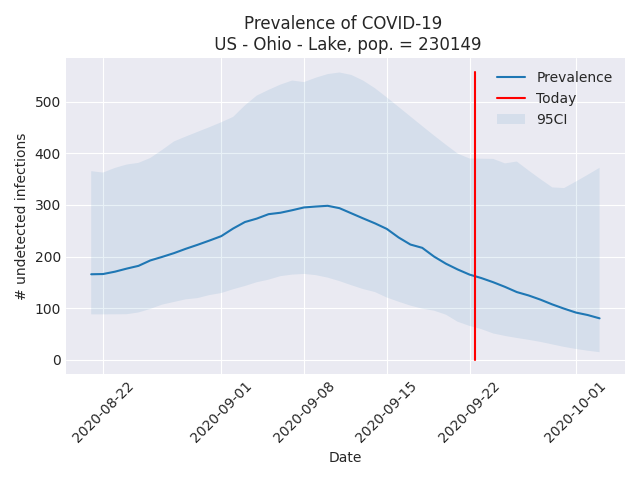 Prevalence of COVID-19
US - Ohio - Lake, pop. = 230149
Prevalence
Today
95CI
# undetected infections
500
400
300
200
100
0
2020-08-22
2020-09-01
2020-09-08
2020-09-15
2020-09-22
2020-10-01
Date